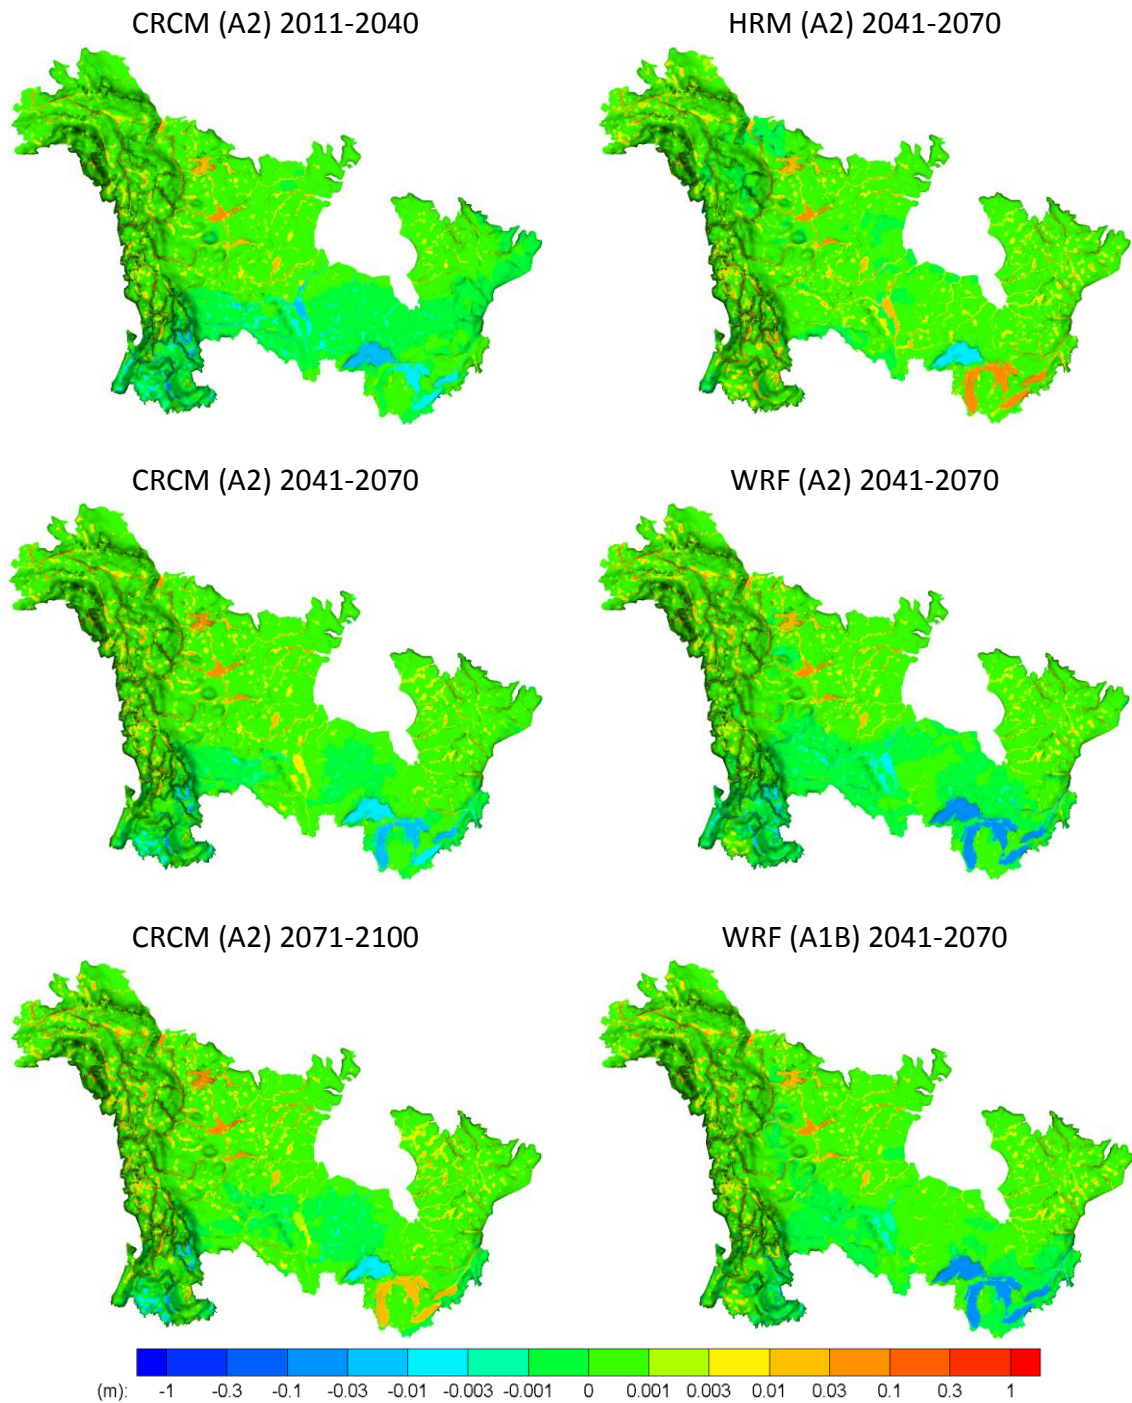 CRCM (A2) 2011-2040
HRM (A2) 2041-2070
CRCM (A2) 2041-2070
WRF (A2) 2041-2070
CRCM (A2) 2071-2100
WRF (A1B) 2041-2070
(m): -1 -0.3 -0.1 -0.03 -0.01 -0.003 -0.001 0 0.001 0.003 0.01 0.03 0.1 0.3 1